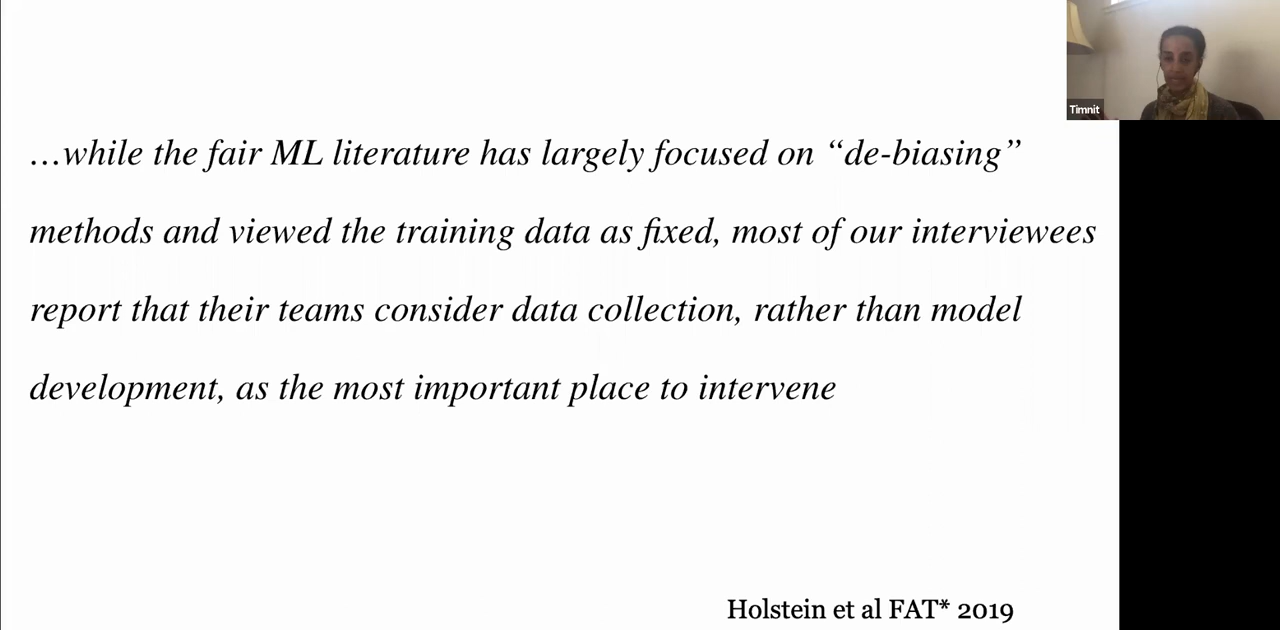 Timnit
…while the fair ML literature has largely focused on “de-biasing”
methods and viewed the training data as fixed, most of our interviewees
report that their teams consider data collection, rather than model
development, as the most important place to intervene
Holstein et al FAT* 2019